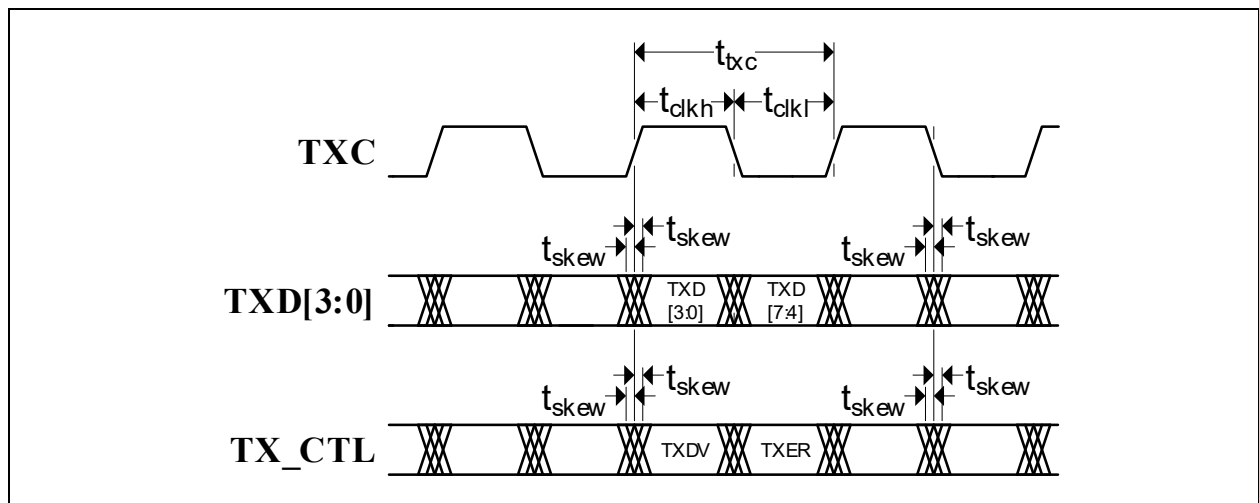 t_txc
t_clkh t_clkl
TXC
t_skew t_skew
t_skew t_skew
TXD[3:0]
TXD TXD
[3:0] [7:4]
t_skew t_skew
t_skew t_skew
TX_CTL
TXDV TXER